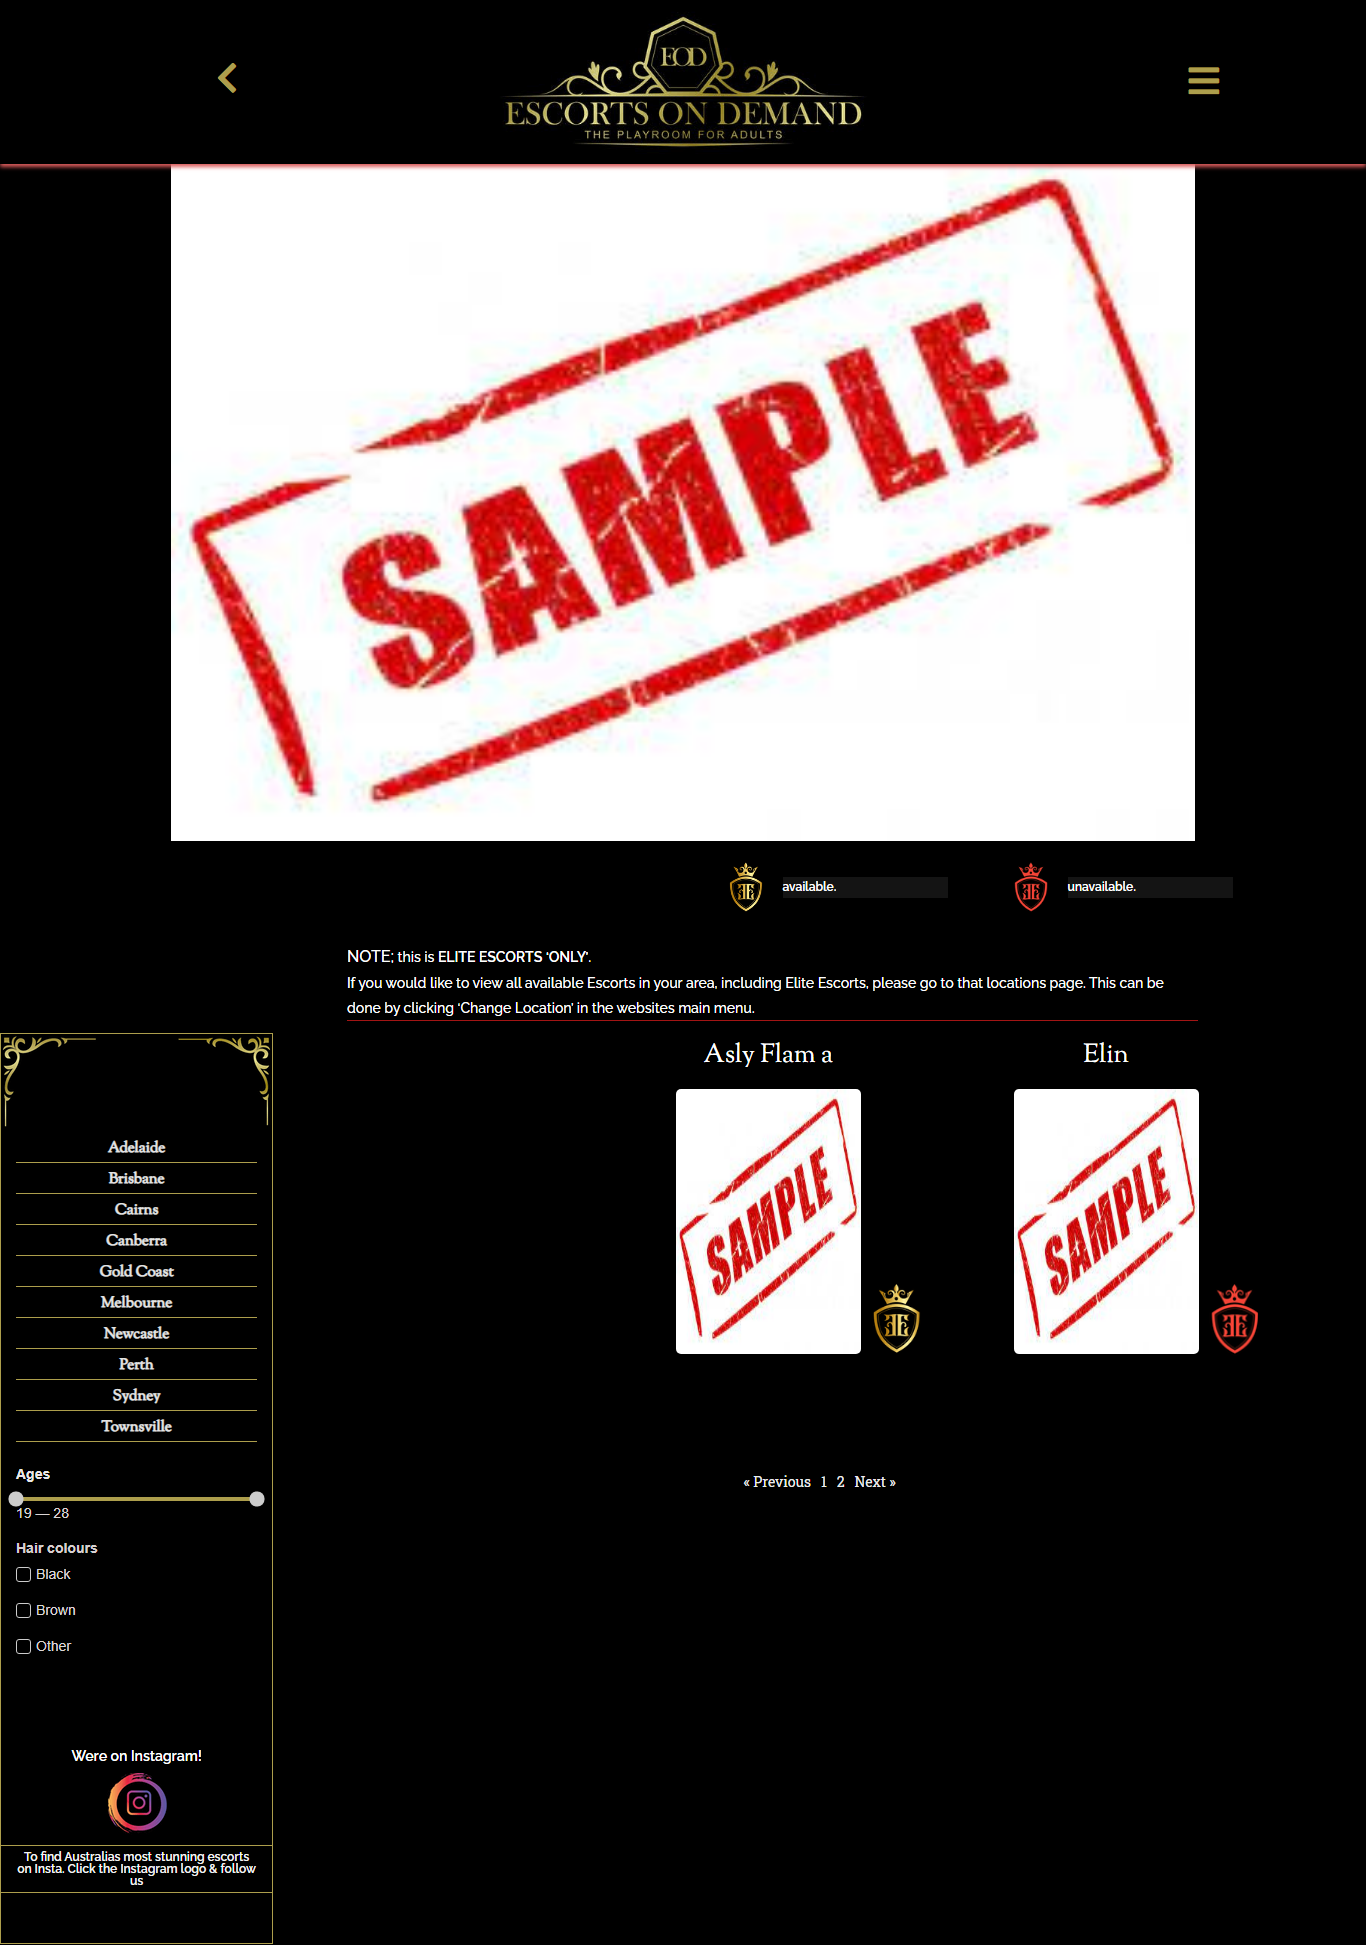 EOD
ESCORTS ON DEMAND
THE PLAYROOM FOR ADULTS
SAMPLE
available.
unavailable.
NOTE; this is ELITE ESCORTS ‘ONLY’.
If you would like to view all available Escorts in your area, including Elite Escorts, please go to that locations page. This can be
done by clicking ‘Change Location’ in the websites main menu.
Asly Flam a
Elin
SAMPLE
SAMPLE
Adelaide
Brisbane
Cairns
Canberra
Gold Coast
Melbourne
Newcastle
Perth
Sydney
Townsville
Ages
19 — 28
Hair colours
Black
Brown
Other
« Previous 1 2 Next »
Were on Instagram!
To find Australias most stunning escorts
on Insta. Click the Instagram logo & follow
us